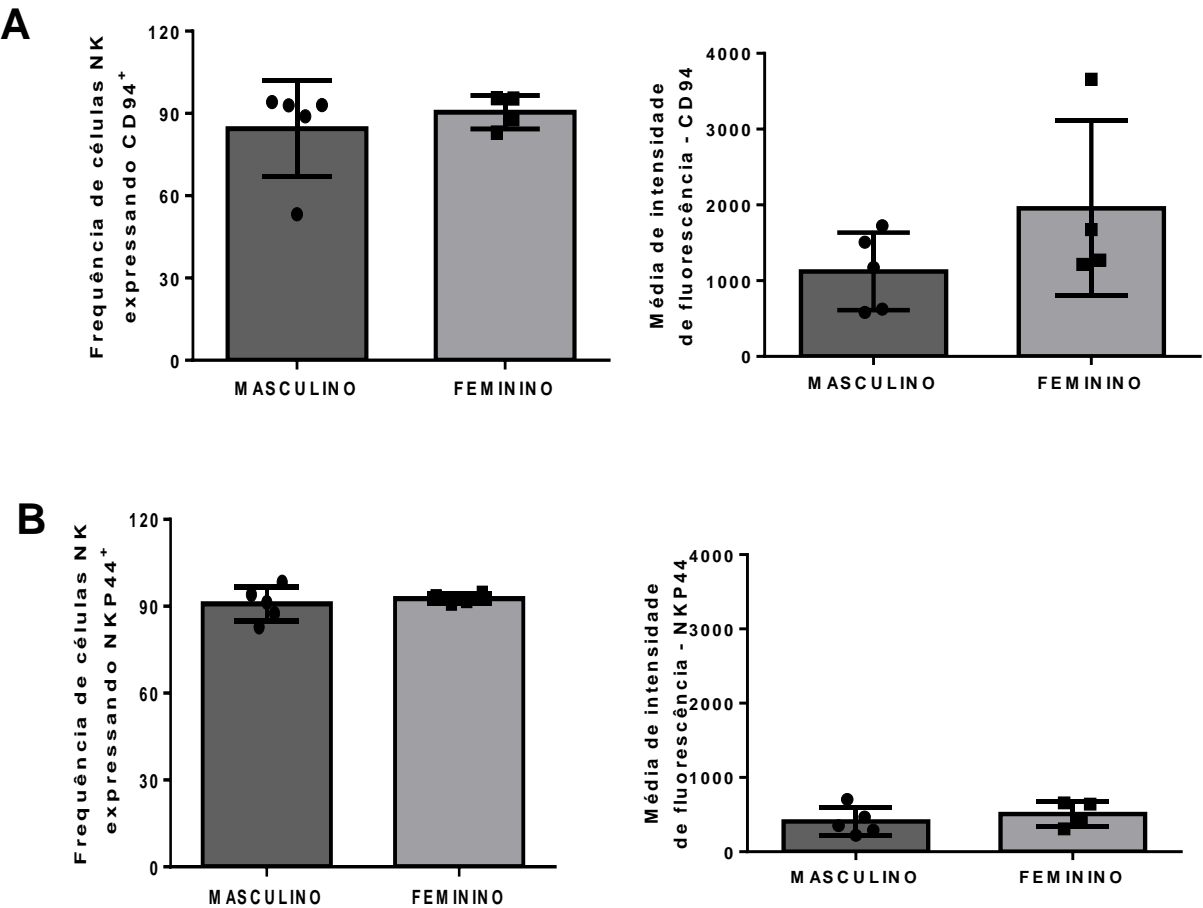 A
Frequência de células NK
expressando CD94+
120
90
60
30
0
MASCULINO
FEMININO
Média de intensidade
de fluorescência - CD94
4000
3000
2000
1000
0
MASCULINO
FEMININO
B
Frequência de células NK
expressando NKP44+
120
90
60
30
0
MASCULINO
FEMININO
Média de intensidade
de fluorescência - NKP44
4000
3000
2000
1000
0
MASCULINO
FEMININO